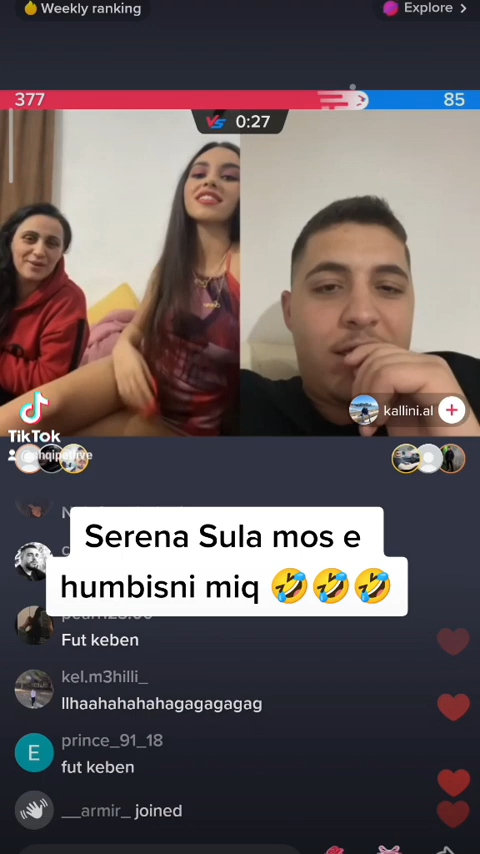 Weekly ranking
Explore >
377
85
VS 0:27
kallini.al
TikTok
Serena Sula mos e
humbisni miq 🤣🤣🤣
Fut keben
kel.m3hilli_
llhaahahahahagagagagag
prince_91_18
E
fut keben
__armir_ joined